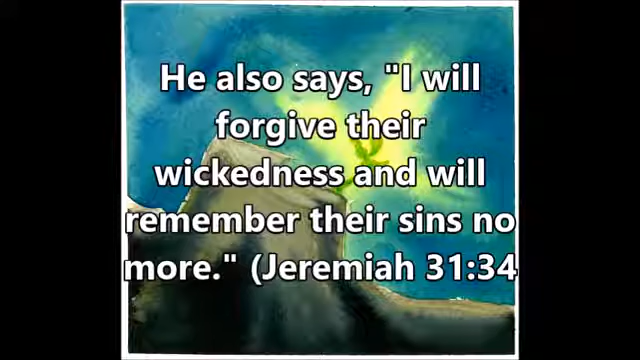 He also says, "I will
forgive their
wickedness and will
remember their sins no
more." (Jeremiah 31:34